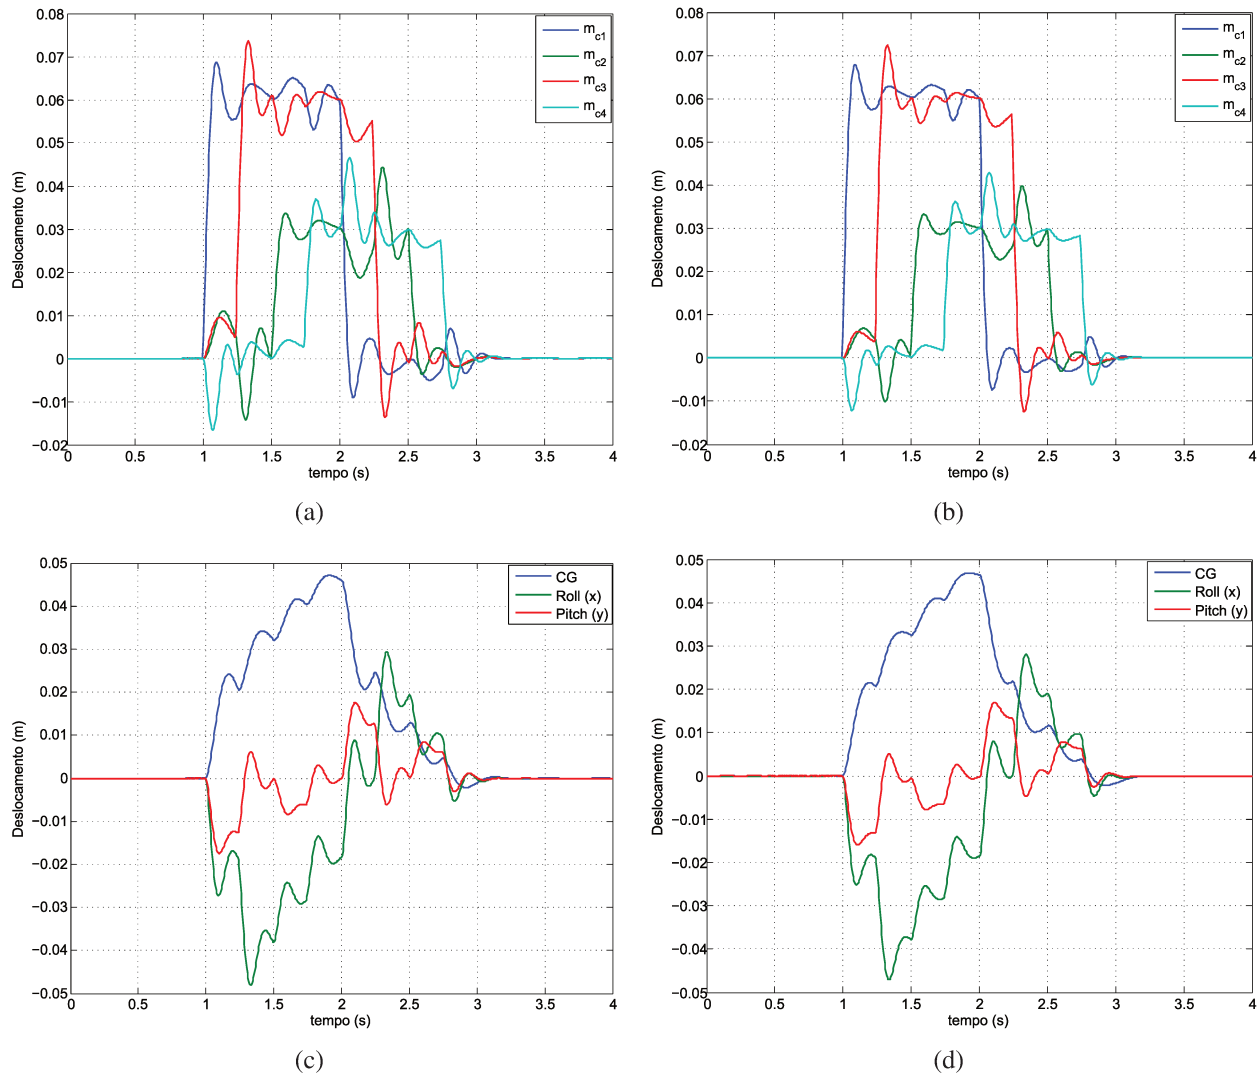 0.08
0.07
0.06
0.05
0.04
0.03
0.02
0.01
0
−0.01
−0.02
Deslocamento (m)
0 0.5 1 1.5 2 2.5 3 3.5 4
tempo (s)
m_c1
m_c2
m_c3
m_c4
(a)
0.08
0.07
0.06
0.05
0.04
0.03
0.02
0.01
0
−0.01
−0.02
Deslocamento (m)
0 0.5 1 1.5 2 2.5 3 3.5 4
tempo (s)
m_c1
m_c2
m_c3
m_c4
(b)
0.05
0.04
0.03
0.02
0.01
0
−0.01
−0.02
−0.03
−0.04
−0.05
Deslocamento (m)
0 0.5 1 1.5 2 2.5 3 3.5 4
tempo (s)
CG
Roll (x)
Pitch (y)
(c)
0.05
0.04
0.03
0.02
0.01
0
−0.01
−0.02
−0.03
−0.04
−0.05
Deslocamento (m)
0 0.5 1 1.5 2 2.5 3 3.5 4
tempo (s)
CG
Roll (x)
Pitch (y)
(d)